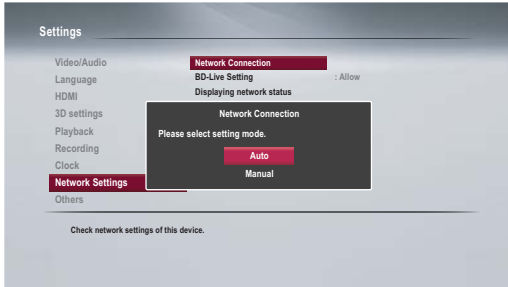 Settings
Video/Audio
Language
HDMI
3D settings
Playback
Recording
Clock
Network Settings
Others
Network Connection
BD-Live Setting : Allow
Displaying network status
Network Connection
Please select setting mode.
Auto
Manual
Check network settings of this device.